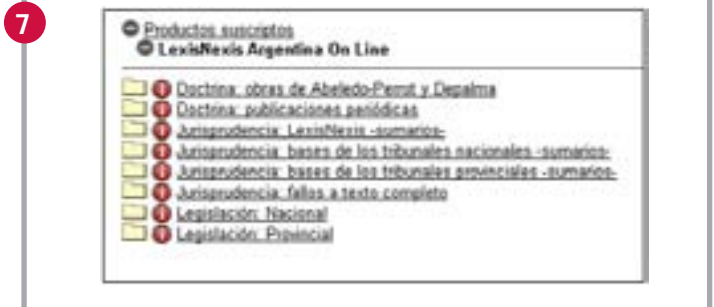 7
Productos suscriptos
LexisNexis Argentina On Line
Doctrina: obras de Abeledo-Perrot y Depalma
Doctrina: publicaciones periódicas
Jurisprudencia: LexisNexis -sumarios-
Jurisprudencia: bases de los tribunales nacionales -sumarios-
Jurisprudencia: bases de los tribunales provinciales -sumarios-
Jurisprudencia: fallos a texto completo
Legislación: Nacional
Legislación: Provincial